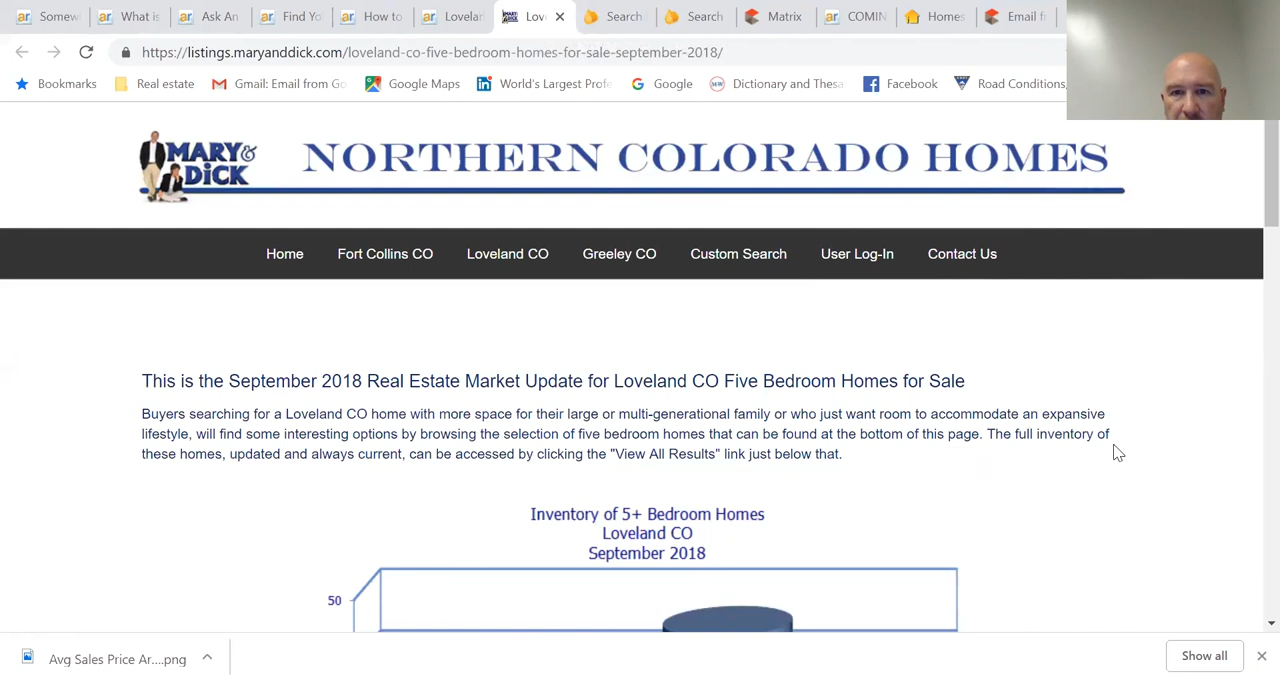 Somew
What is
Ask An
Find Yo
How to
Lovelan
Lov
Search
Search
Matrix
COMIN
Homes
Email f
https://listings.maryanddick.com/loveland-co-five-bedroom-homes-for-sale-september-2018/
Bookmarks
Real estate
Gmail: Email from Go
Google Maps
World's Largest Profe
Google
Dictionary and Thesa
Facebook
Road Conditions,
MARY&
DICK
NORTHERN COLORADO HOMES
Home
Fort Collins CO
Loveland CO
Greeley CO
Custom Search
User Log-In
Contact Us
This is the September 2018 Real Estate Market Update for Loveland CO Five Bedroom Homes for Sale
Buyers searching for a Loveland CO home with more space for their large or multi-generational family or who just want room to accommodate an expansive
lifestyle, will find some interesting options by browsing the selection of five bedroom homes that can be found at the bottom of this page. The full inventory of
these homes, updated and always current, can be accessed by clicking the "View All Results" link just below that.
Inventory of 5+ Bedroom Homes
Loveland CO
September 2018
50
Avg Sales Price Ar....png
Show all